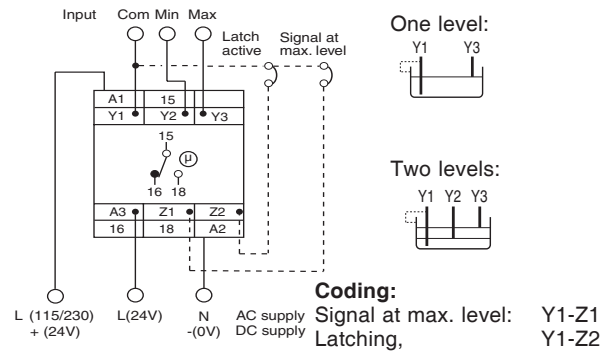 Input Com Min Max
Latch active
Signal at max. level
A1 15
Y1 Y2 Y3
15
µ
16 18
A3 Z1 Z2
16 18 A2
L (115/230) + (24V)
L(24V)
N -(0V)
AC supply
DC supply
One level:
Y1 Y3
Two levels:
Y1 Y2 Y3
Coding:
Signal at max. level: Y1-Z1
Latching, Y1-Z2